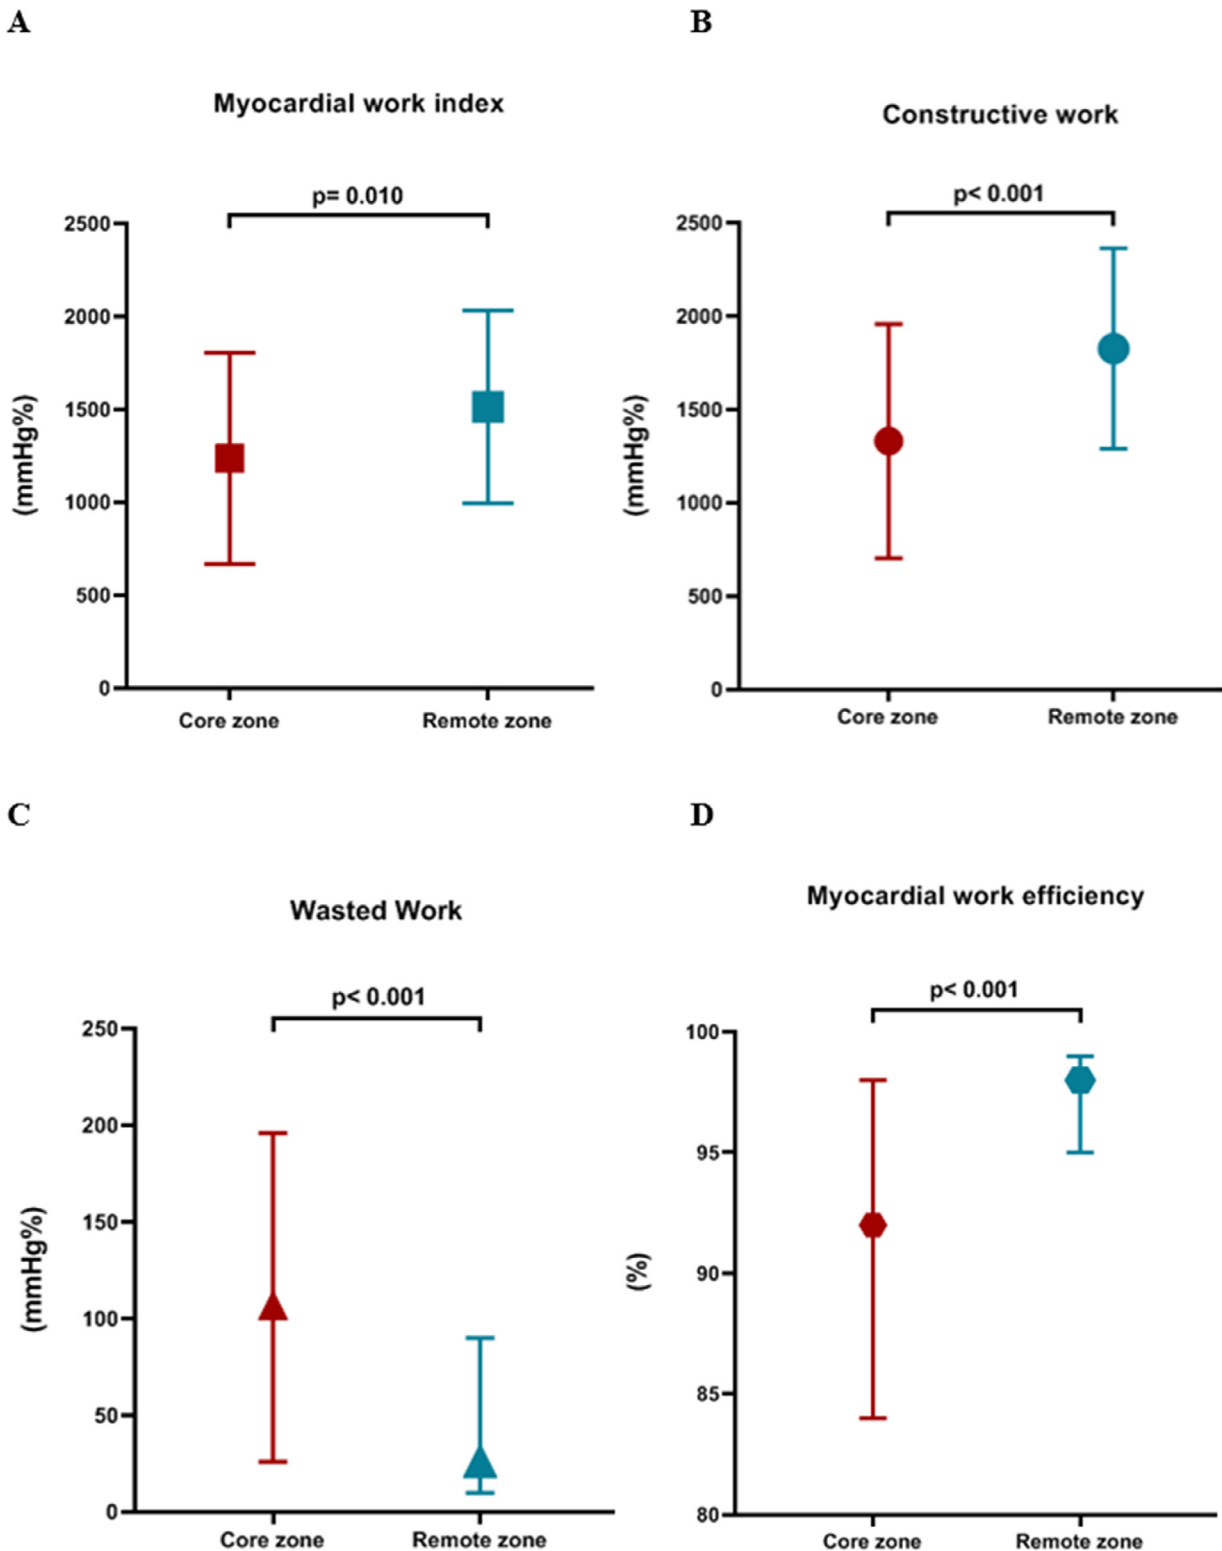 A
Myocardial work index
p= 0.010
2500
2000
1500
1000
500
0
(mmHg%)
Core zone
Remote zone
B
Constructive work
p< 0.001
2500
2000
1500
1000
500
0
(mmHg%)
Core zone
Remote zone
C
Wasted Work
p< 0.001
250
200
150
100
50
0
(mmHg%)
Core zone
Remote zone
D
Myocardial work efficiency
p< 0.001
100
95
90
85
80
(%)
Core zone
Remote zone